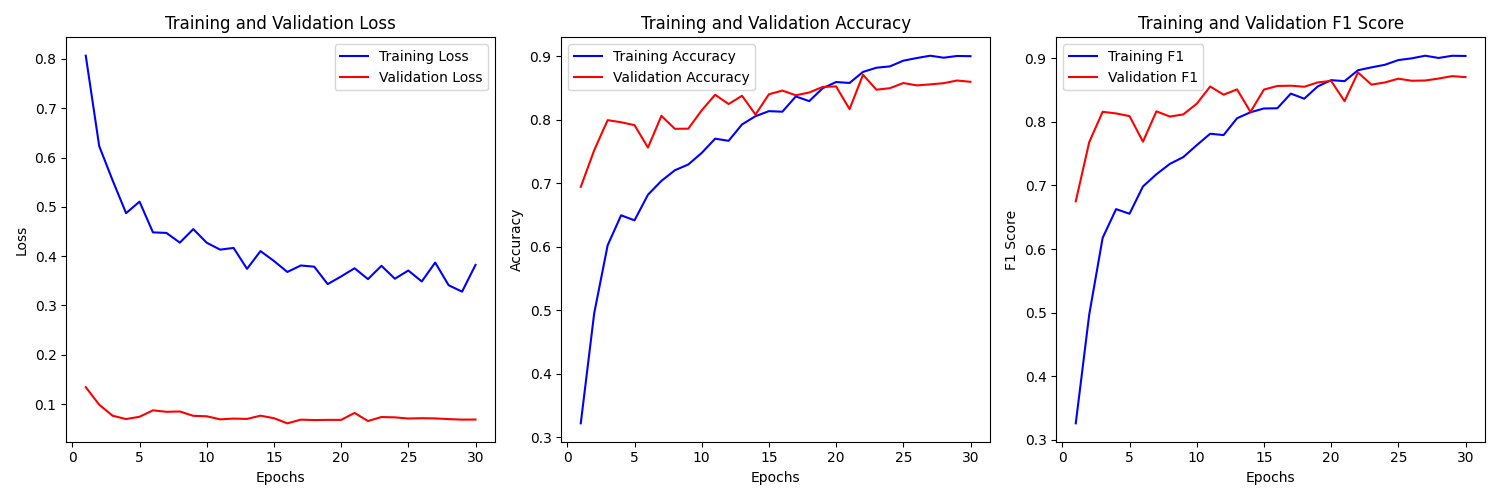 Training and Validation Loss
Training Loss
Validation Loss
0.8
0.7
0.6
0.5
0.4
0.3
0.2
0.1
Loss
0 5 10 15 20 25 30
Epochs
Training and Validation Accuracy
Training Accuracy
Validation Accuracy
0.9
0.8
0.7
0.6
0.5
0.4
0.3
Accuracy
0 5 10 15 20 25 30
Epochs
Training and Validation F1 Score
Training F1
Validation F1
0.9
0.8
0.7
0.6
0.5
0.4
0.3
F1 Score
0 5 10 15 20 25 30
Epochs